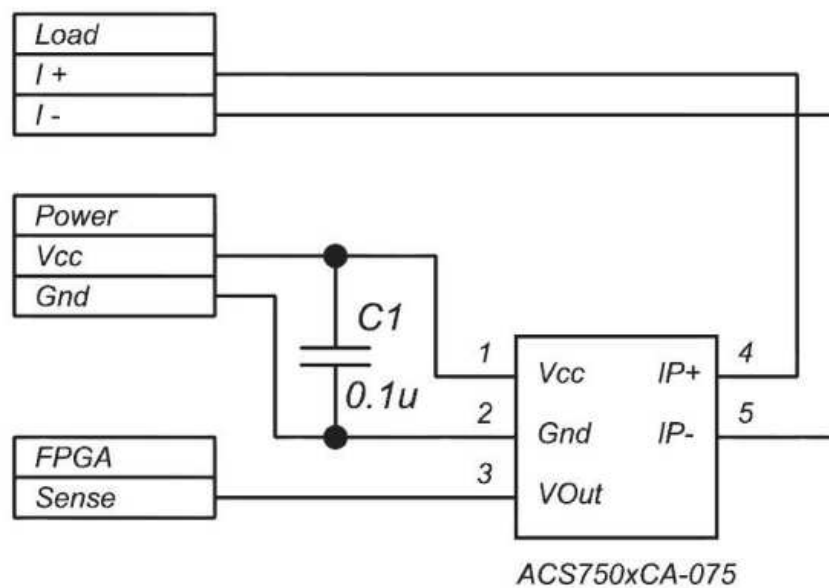 Load
I +
I -
Power
Vcc
Gnd
C1
0.1u
FPGA
Sense
1
2
3
Vcc
Gnd
VOut
IP+
IP-
4
5
ACS750xCA-075